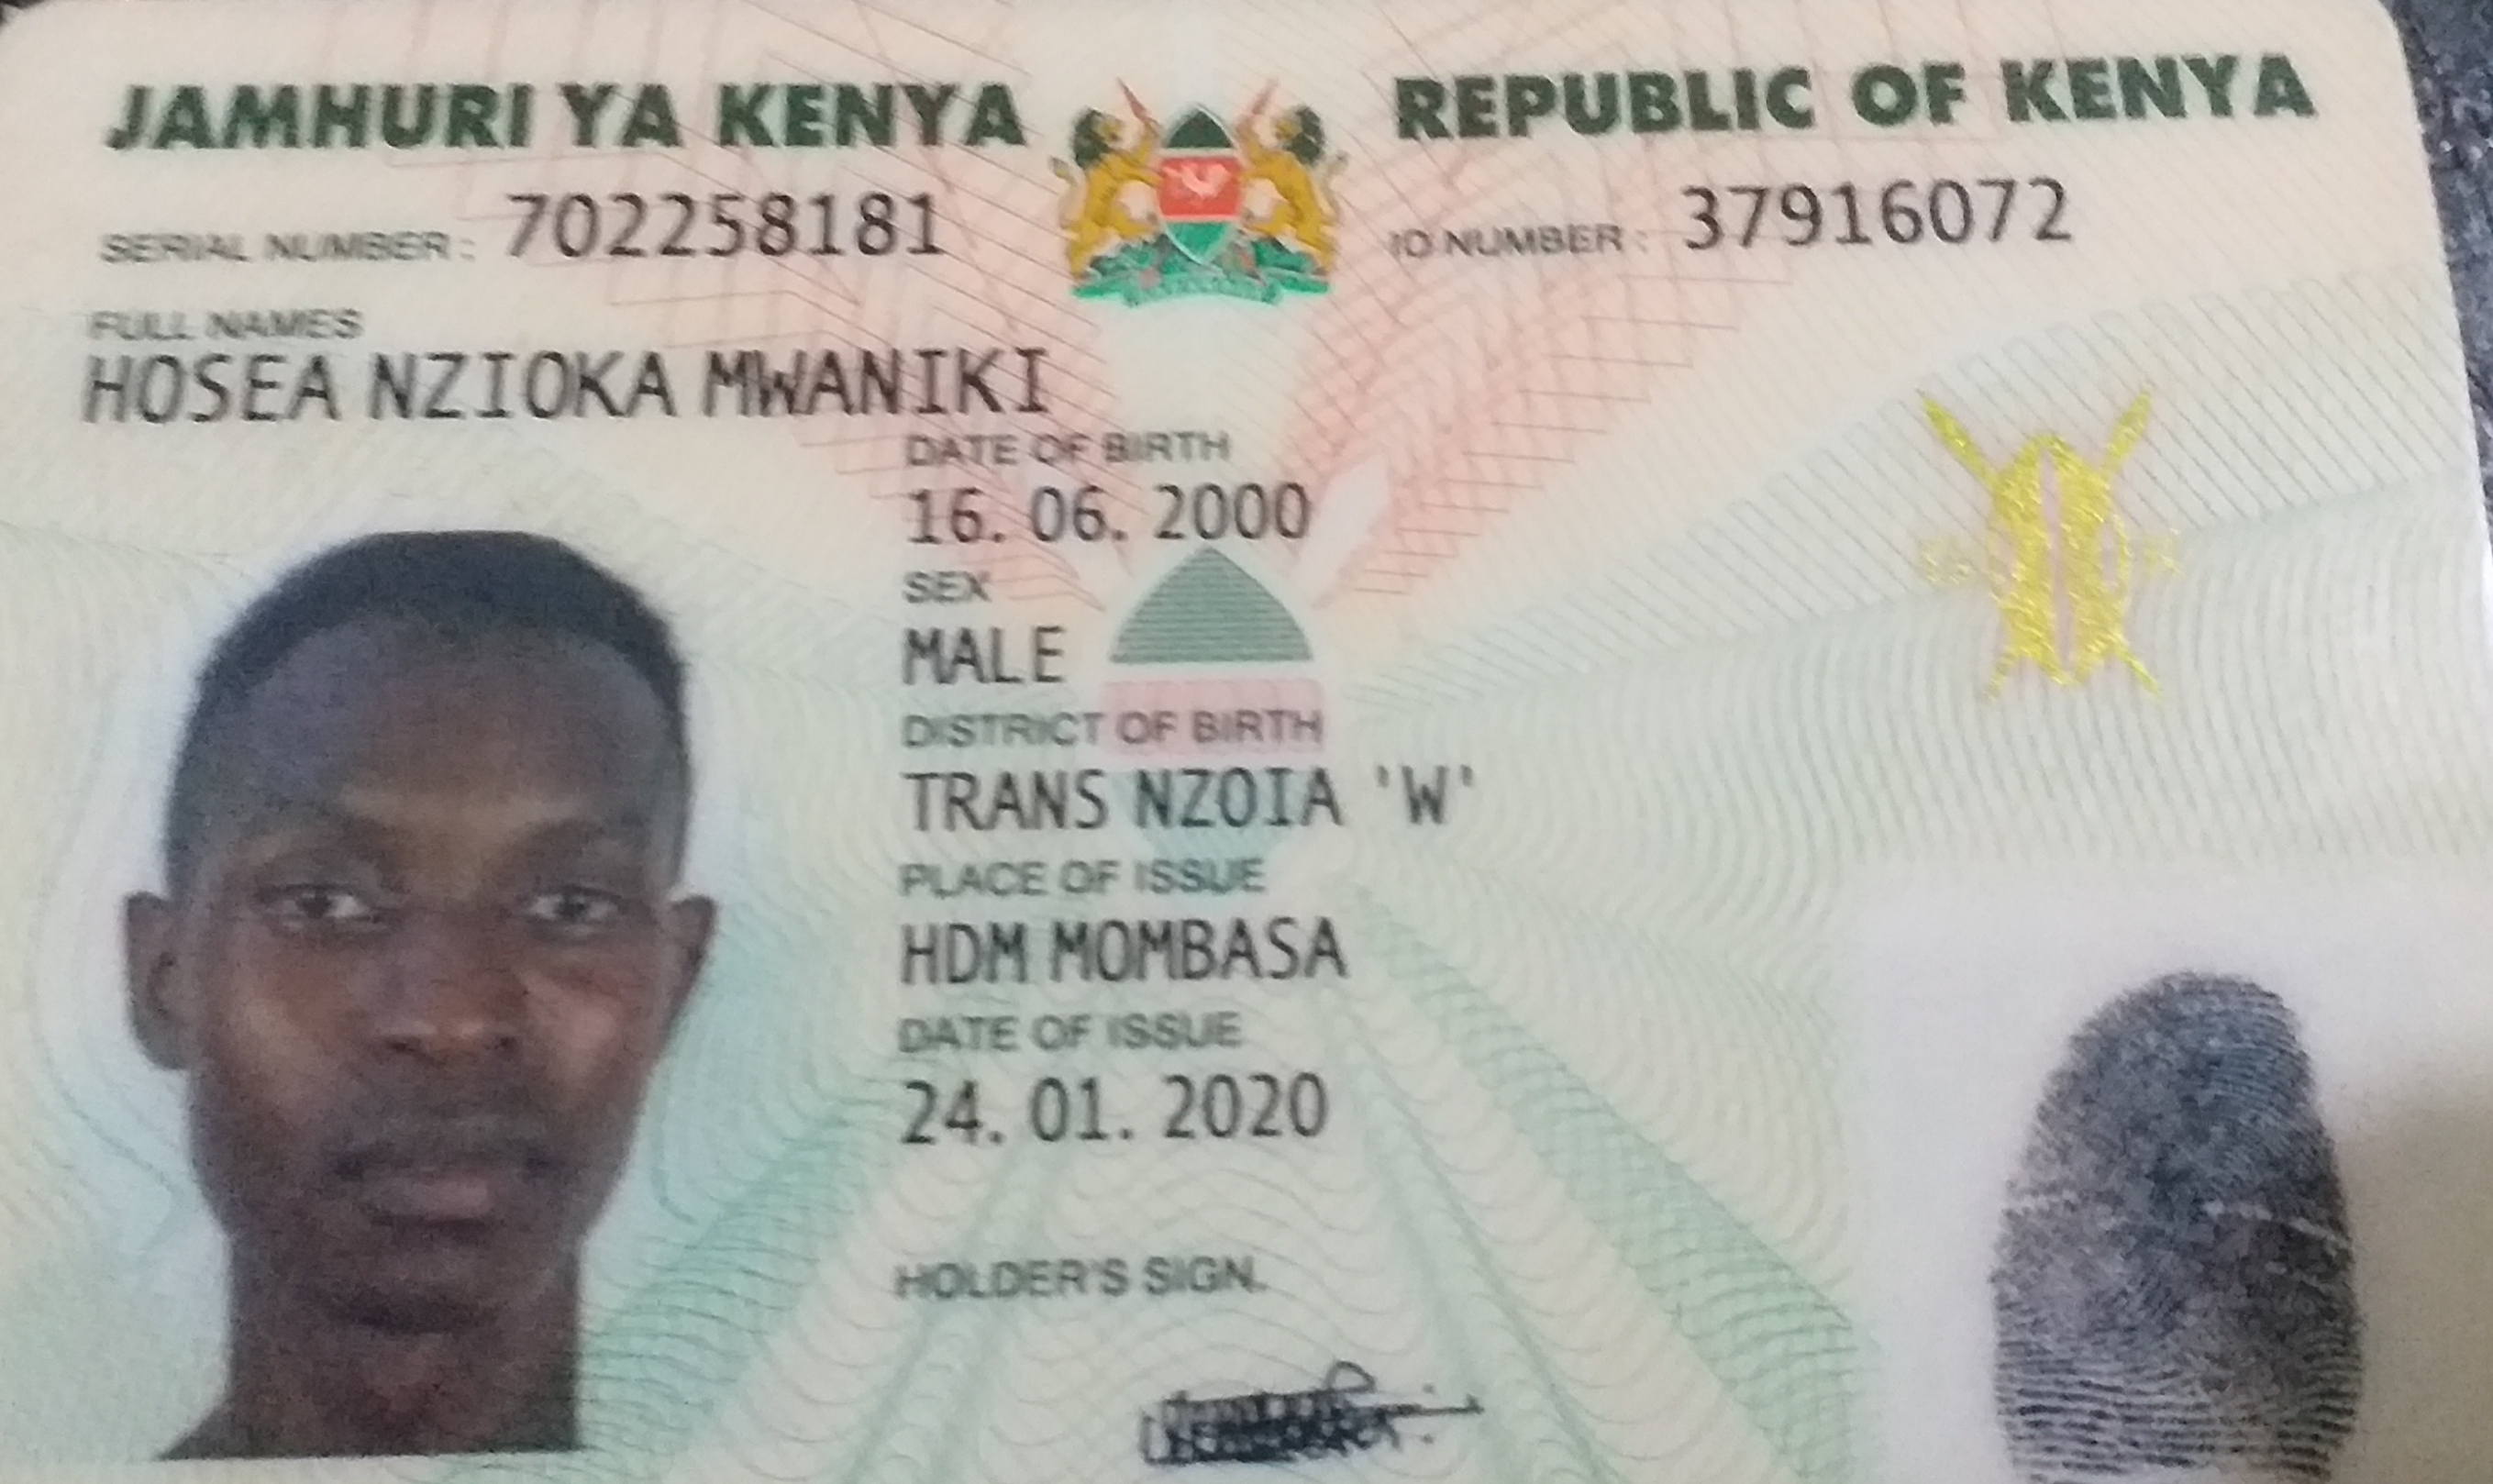 JAMHURI YA KENYA REPUBLIC OF KENYA
SERIAL NUMBER: 702258181 ID NUMBER: 37916072
FULL NAMES
HOSEA NZIOKA MWANIKI
DATE OF BIRTH
16. 06. 2000
SEX
MALE
DISTRICT OF BIRTH
TRANS NZOIA 'W'
PLACE OF ISSUE
HDM MOMBASA
DATE OF ISSUE
24. 01. 2020
HOLDER'S SIGN.